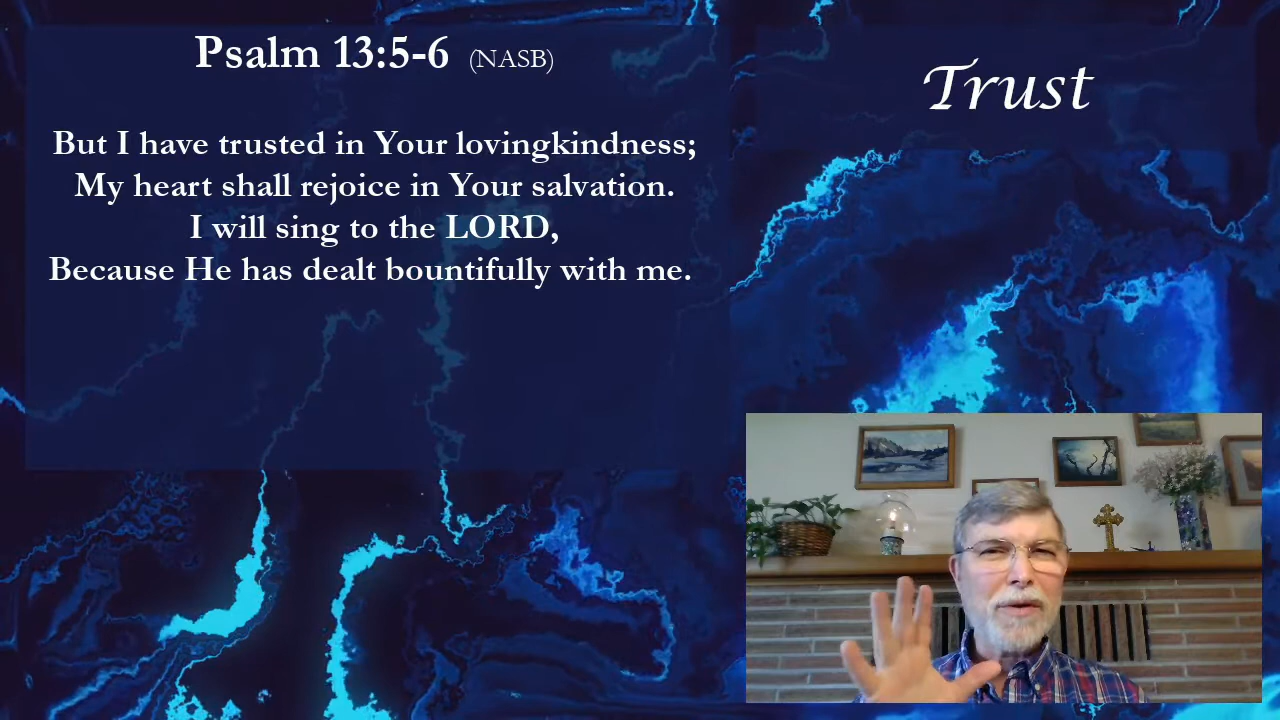 Psalm 13:5-6 (NASB)
But I have trusted in Your lovingkindness;
My heart shall rejoice in Your salvation.
I will sing to the LORD,
Because He has dealt bountifully with me.
Trust